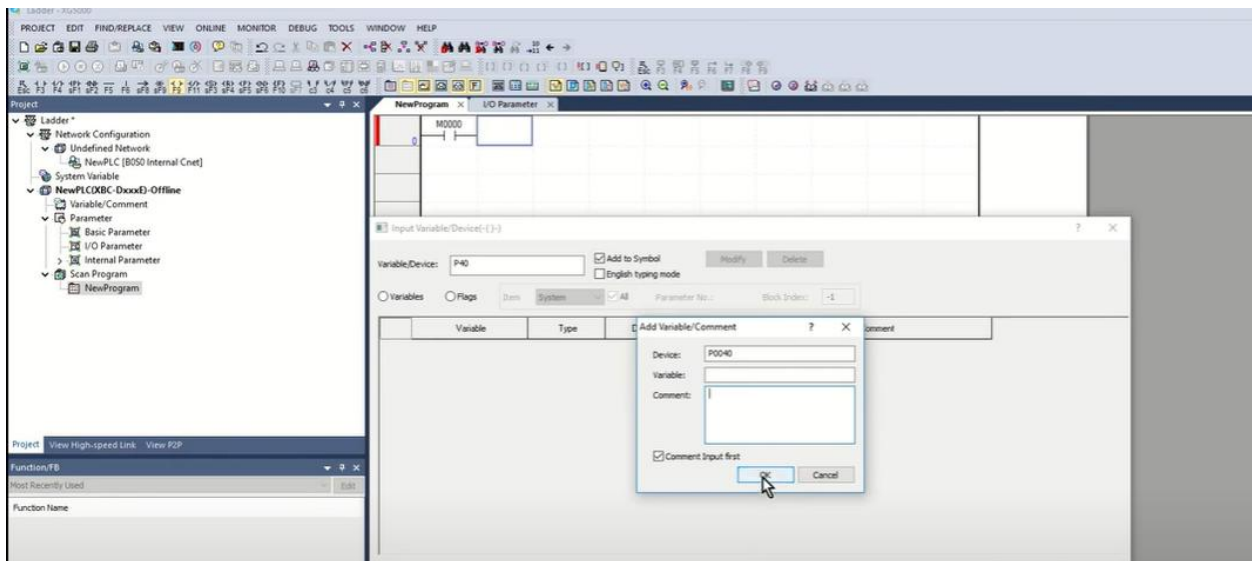 Ladder - XG5000
PROJECT EDIT FIND/REPLACE VIEW ONLINE MONITOR DEBUG TOOLS WINDOW HELP
Project
NewProgram × I/O Parameter ×
Ladder *
Network Configuration
Undefined Network
NewPLC [B0S0 Internal Cnet]
System Variable
NewPLC(XBC-DxxxE)-Offline
Variable/Comment
Parameter
Basic Parameter
I/O Parameter
Internal Parameter
Scan Program
NewProgram
M0000
0
Input Variable/Device(-( )-)
Variable/Device: P40
Add to Symbol
Modify Delete
English typing mode
Variables Flags Item System All Parameter No.: Block Index: -1
Variable Type D omment
Add Variable/Comment ? ×
Device: P0040
Variable:
Comment:
Comment Input first
OK Cancel
Project View High-speed Link View P2P
Function/FB
Most Recently Used Edit
Function Name